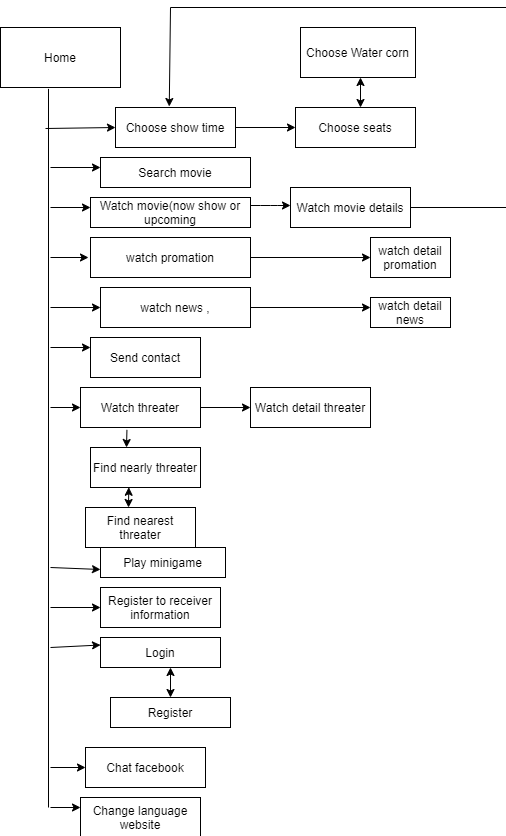 Home
Choose Water corn
Choose show time
Choose seats
Search movie
Watch movie(now show or
upcoming
Watch movie details
watch promation
watch detail
promation
watch news ,
watch detail
news
Send contact
Watch threater
Watch detail threater
Find nearly threater
Find nearest
threater
Play minigame
Register to receiver
information
Login
Register
Chat facebook
Change language
website